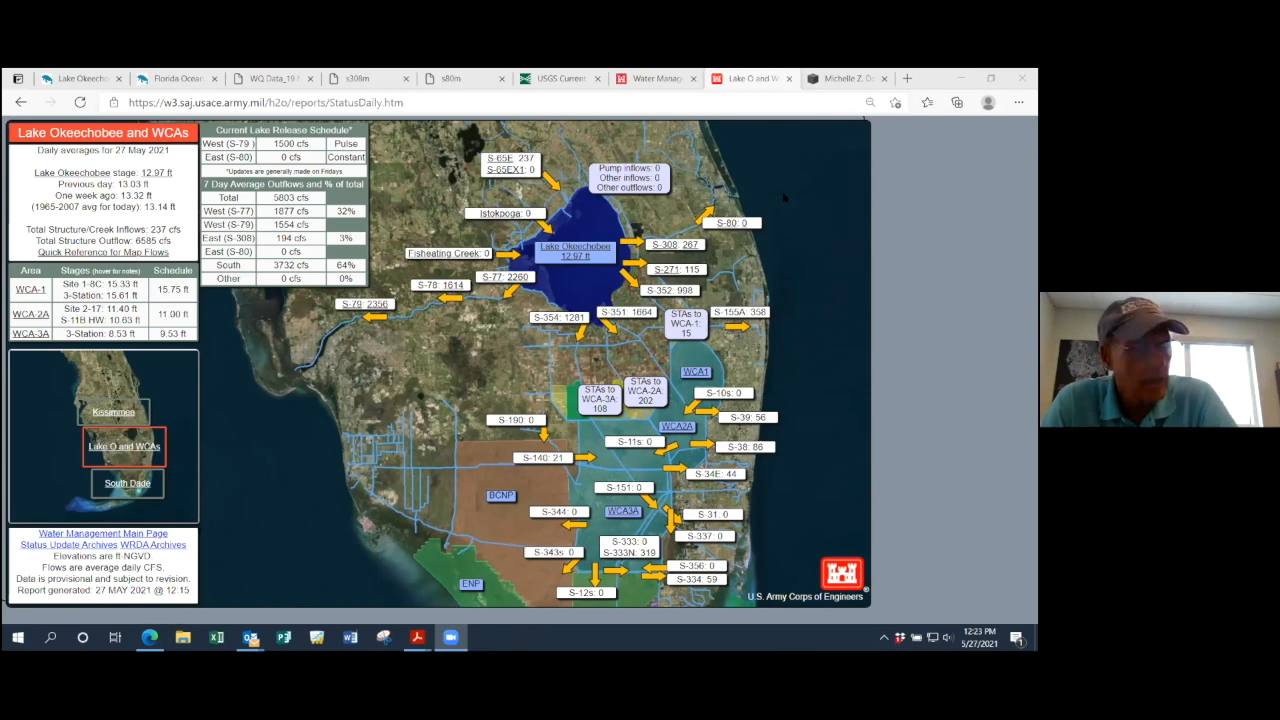 Lake Okeech
Florida Ocean
WQ Data_19
s308m
s80m
USGS Current
Water Manag
Lake O and W
Michelle Z. D
https://w3.saj.usace.army.mil/h2o/reports/StatusDaily.htm
Lake Okeechobee and WCAs
Daily averages for 27 May 2021
Lake Okeechobee stage: 12.97 ft
Previous day: 13.03 ft
One week ago: 13.32 ft
(1965-2007 avg for today): 13.14 ft
Total Structure/Creek Inflows: 237 cfs
Total Structure Outflow: 6585 cfs
Quick Reference for Map Flows
Area Stages (hover for notes) Schedule
WCA-1 Site 1-8C: 15.33 ft 15.75 ft
3-Station: 15.61 ft
WCA-2A Site 2-17: 11.40 ft 11.00 ft
S-11B HW: 10.63 ft
WCA-3A 3-Station: 8.53 ft 9.53 ft
Kissimmee
Lake O and WCAs
South Dade
Water Management Main Page
Status Update Archives WRDA Archives
Elevations are ft-NGVD
Flows are average daily CFS.
Data is provisional and subject to revision.
Report generated: 27 MAY 2021 @ 12:15
Current Lake Release Schedule*
West (S-79 ) 1500 cfs Pulse
East (S-80) 0 cfs Constant
*Updates are generally made on Fridays
7 Day Average Outflows and % of total
Total 5803 cfs
West (S-77) 1877 cfs 32%
West (S-79) 1554 cfs
East (S-308) 194 cfs 3%
East (S-80) 0 cfs
South 3732 cfs 64%
Other 0 cfs 0%
S-65E 237
S-65EX1: 0
Pump inflows: 0
Other inflows: 0
Other outflows: 0
Istokpoga: 0
S-80: 0
Fisheating Creek: 0
Lake Okeechobee
12.97 ft
S-308: 267
S-271: 115
S-77: 2260
S-78: 1614
S-352: 998
S-79: 2356
S-354: 1281
S-351: 1664
STAs to
WCA-1:
15
S-155A: 358
WCA1
STAs to
WCA-3A:
108
STAs to
WCA-2A:
202
S-10s: 0
S-190: 0
S-39: 56
WCA2A
S-11s: 0
S-38: 86
S-140: 21
S-34E: 44
S-151: 0
BCNP
S-344: 0
WCA3A
S-31: 0
S-337: 0
S-333: 0
S-333N: 319
S-343s: 0
S-356: 0
S-334: 59
ENP
S-12s: 0
U.S. Army Corps of Engineers®
12:23 PM
5/27/2021